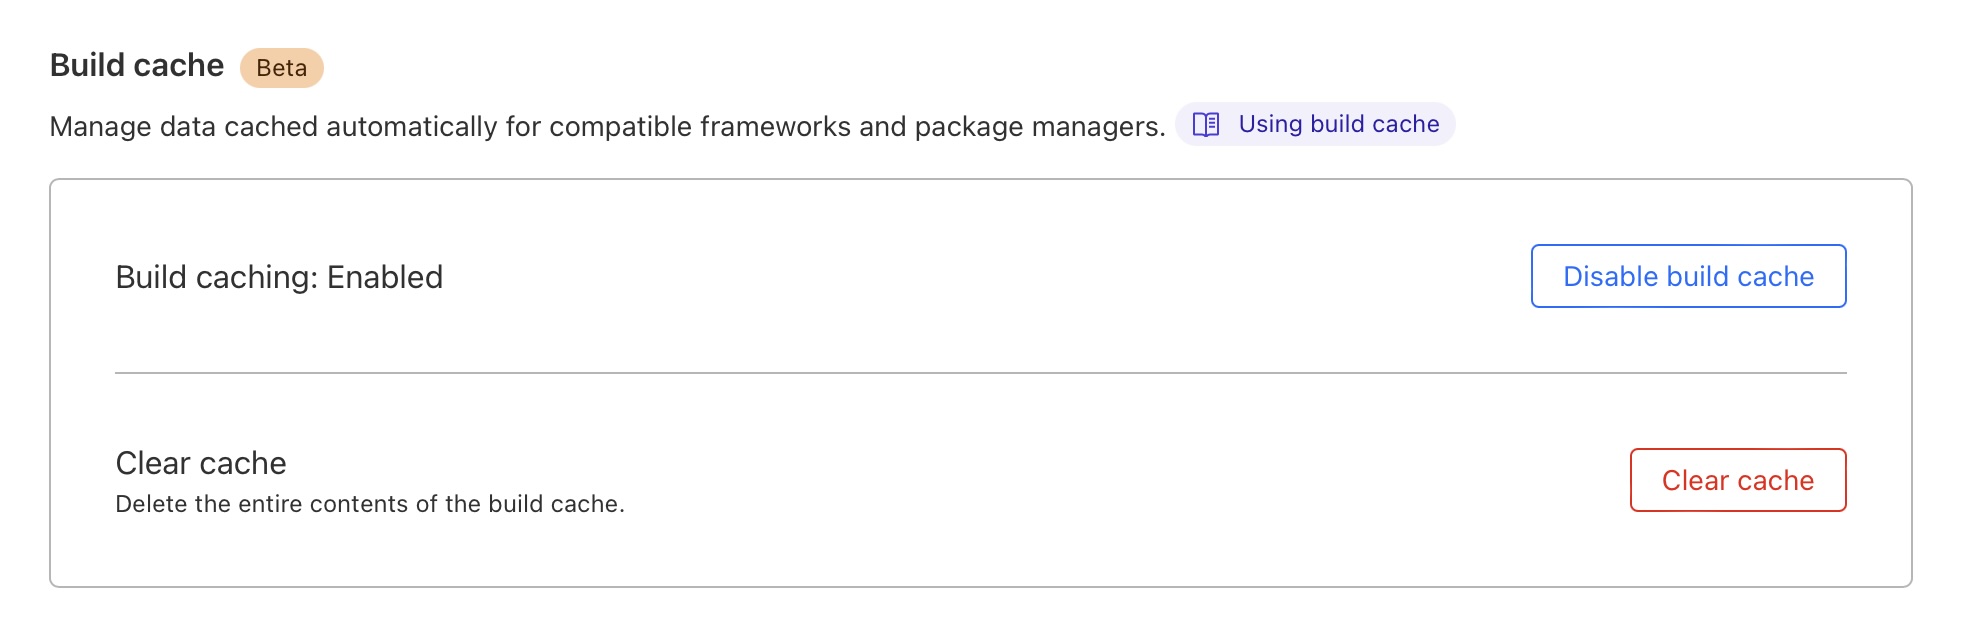 Build cache Beta
Manage data cached automatically for compatible frameworks and package managers. Using build cache
Build caching: Enabled Disable build cache
Clear cache
Delete the entire contents of the build cache.
Clear cache